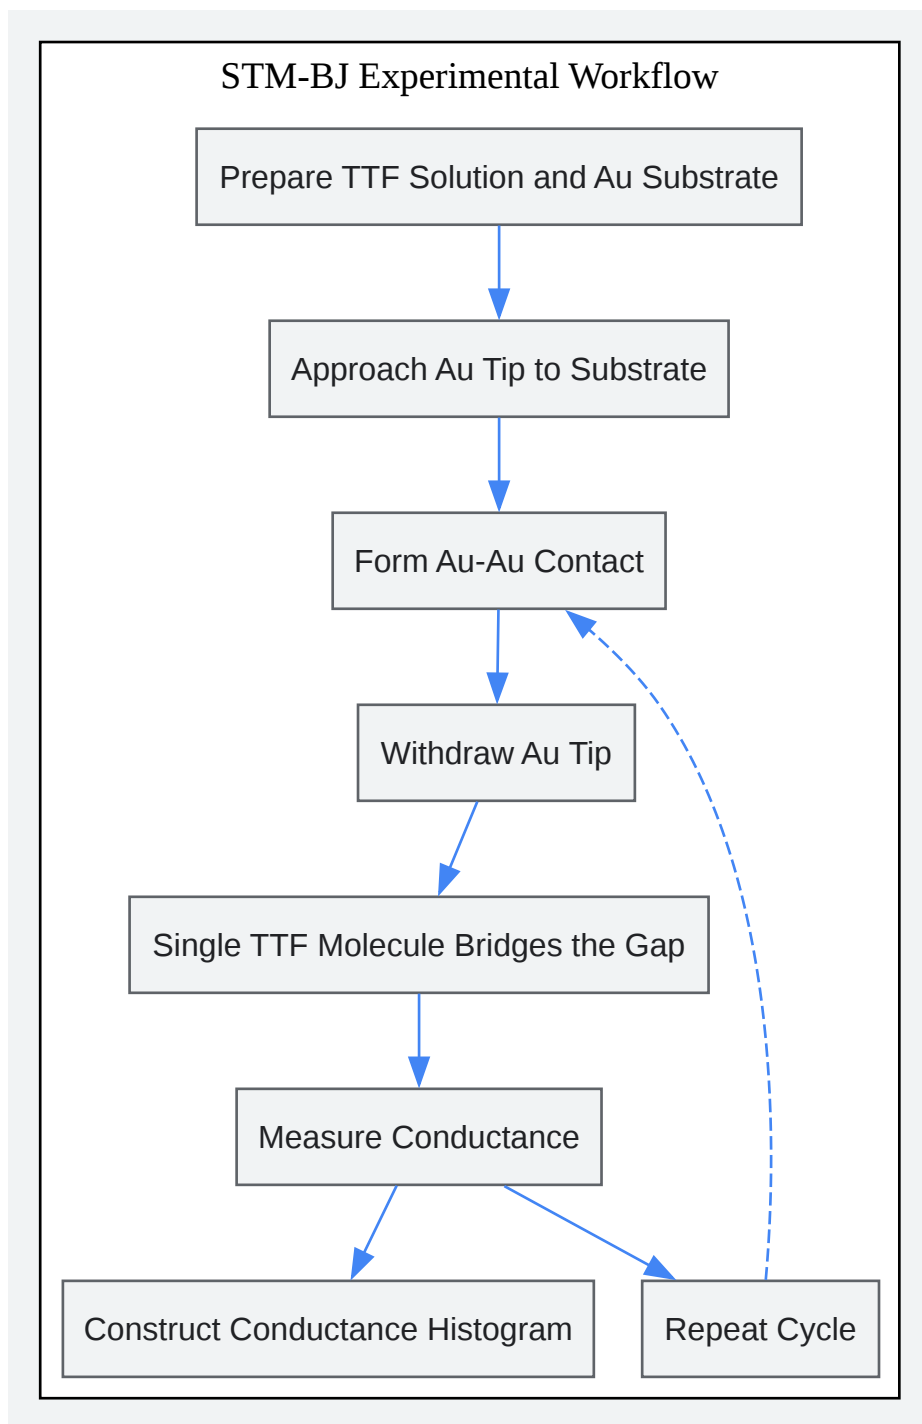 STM-BJ Experimental Workflow
Prepare TTF Solution and Au Substrate
Approach Au Tip to Substrate
Form Au-Au Contact
Withdraw Au Tip
Single TTF Molecule Bridges the Gap
Measure Conductance
Construct Conductance Histogram
Repeat Cycle